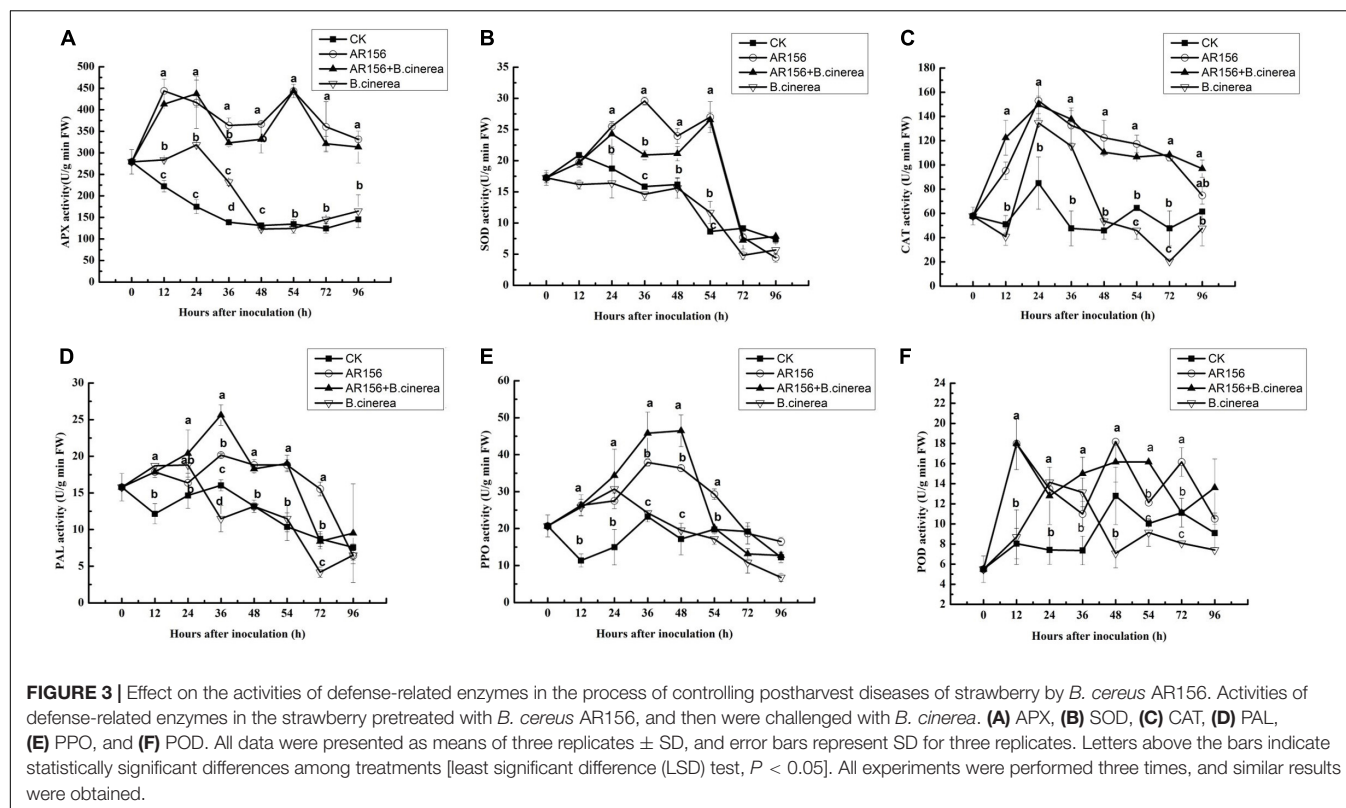 A
CK
AR156
AR156+B.cinerea
B.cinerea
APX activity(U/g min FW)
500
450
400
350
300
250
200
150
100
50
0
a a a a a a a
b b c b
c c d c c c b
0 12 24 36 48 54 72 96
Hours after inoculation (h)
B
CK
AR156
AR156+B.cinerea
B.cinerea
SOD activity(U/g min FW)
35
30
25
20
15
10
5
0
a a a a
b b b b
c c c
0 12 24 36 48 54 72 96
Hours after inoculation (h)
C
CK
AR156
AR156+B.cinerea
B.cinerea
CAT activity (U/g min FW)
180
160
140
120
100
80
60
40
20
0
a a a a a a a
ab
b b b b b b b
c c
0 12 24 36 48 54 72 96
Hours after inoculation (h)
D
CK
AR156
AR156+B.cinerea
B.cinerea
PAL activity (U/g min FW)
30
25
20
15
10
5
0
a a a a a a
ab b
b b c b b b
d c
0 12 24 36 48 54 72 96
Hours after inoculation (h)
E
CK
AR156
AR156+B.cinerea
B.cinerea
PPO activity (U/g min FW)
60
50
40
30
20
10
0
a a a a a
b b
b b c c b b
0 12 24 36 48 54 72 96
Hours after inoculation (h)
F
CK
AR156
AR156+B.cinerea
B.cinerea
POD activity (U/g min FW)
24
22
20
18
16
14
12
10
8
6
4
2
a a a a a a
b b b b b b
c c
0 12 24 36 48 54 72 96
Hours after inoculation (h)
FIGURE 3 | Effect on the activities of defense-related enzymes in the process of controlling postharvest diseases of strawberry by B. cereus AR156. Activities of
defense-related enzymes in the strawberry pretreated with B. cereus AR156, and then were challenged with B. cinerea. (A) APX, (B) SOD, (C) CAT, (D) PAL,
(E) PPO, and (F) POD. All data were presented as means of three replicates ± SD, and error bars represent SD for three replicates. Letters above the bars indicate
statistically significant differences among treatments [least significant difference (LSD) test, P < 0.05]. All experiments were performed three times, and similar results
were obtained.